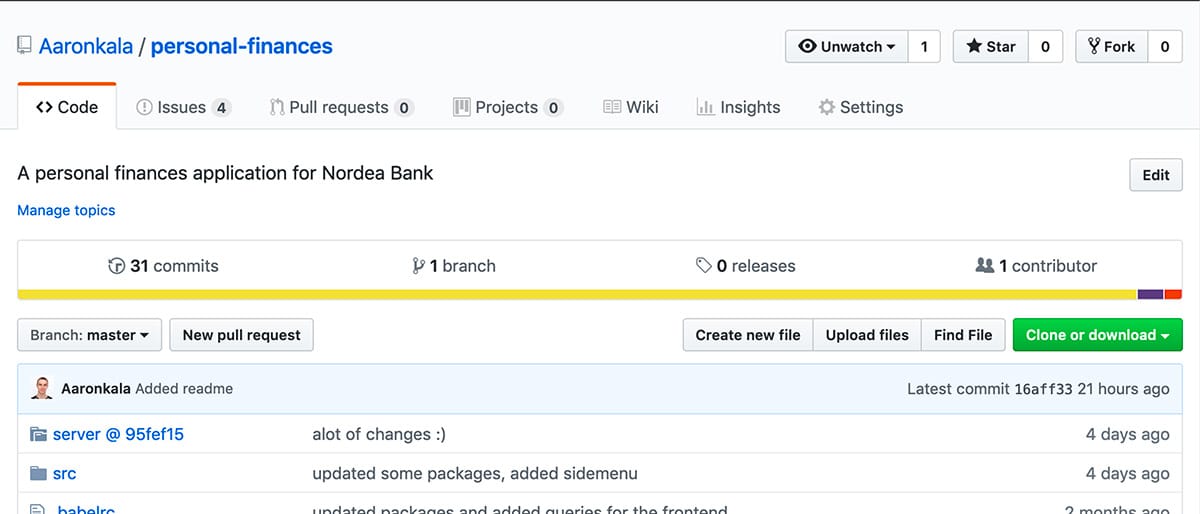 Aaronkala / personal-finances
Unwatch 1 Star 0 Fork 0
Code Issues 4 Pull requests 0 Projects 0 Wiki Insights Settings
A personal finances application for Nordea Bank Edit
Manage topics
31 commits 1 branch 0 releases 1 contributor
Branch: master New pull request Create new file Upload files Find File Clone or download
Aaronkala Added readme Latest commit 16aff33 21 hours ago
server @ 95fef15 alot of changes :) 4 days ago
src updated some packages, added sidemenu 4 days ago
.babelrc updated packages and added queries for the frontend 2 months ago